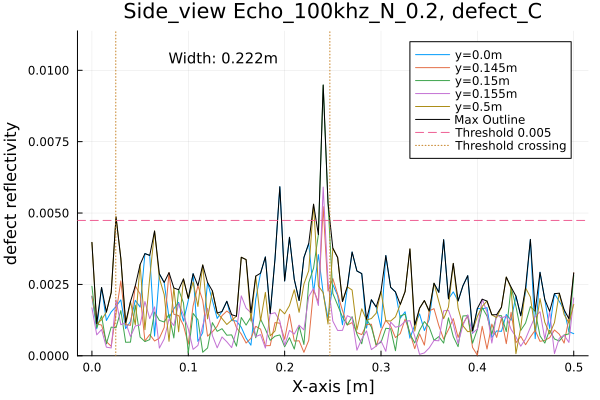 Side_view Echo_100khz_N_0.2, defect_C
Width: 0.222m
y=0.0m
y=0.145m
y=0.15m
y=0.155m
y=0.5m
Max Outline
Threshold 0.005
Threshold crossing
defect reflectivity
0.0100
0.0075
0.0050
0.0025
0.0000
0.0
0.1
0.2
0.3
0.4
0.5
X-axis [m]